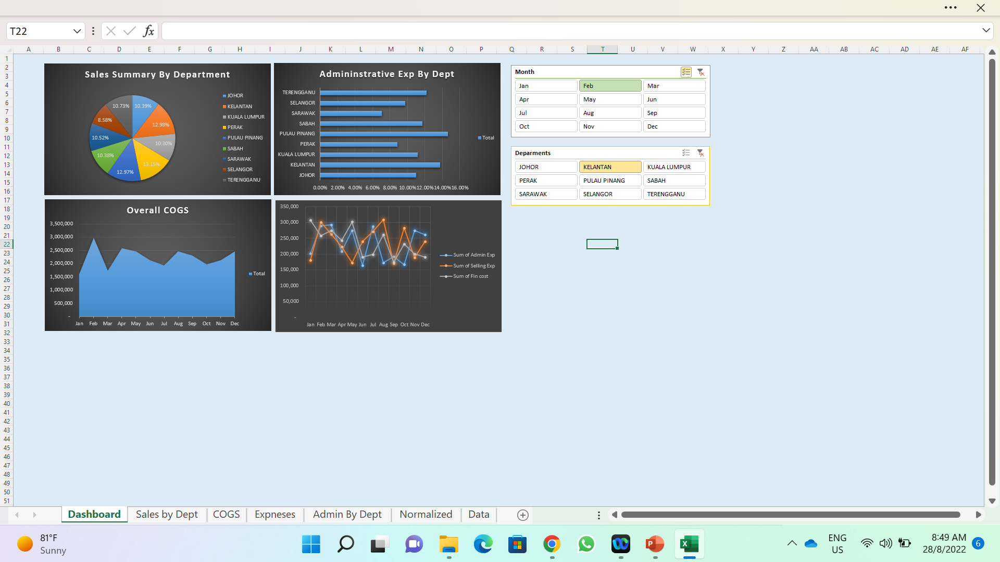 T22
fx
A B C D E F G H I J K L M N O P Q R S T U V W X Y Z AA AB AC AD AE AF
1
2
3
4
5
6
7
8
9
10
11
12
13
14
15
16
17
18
19
20
21
22
23
24
25
26
27
28
29
30
31
32
33
34
35
36
37
38
39
40
41
42
43
44
45
46
47
48
49
50
51
Sales Summary By Department
10.73% 10.39%
8.58% 12.98%
10.52% 10.30%
10.38% 13.15%
12.97%
JOHOR
KELANTAN
KUALA LUMPUR
PERAK
PULAU PINANG
SABAH
SARAWAK
SELANGOR
TERENGGANU
Admininstrative Exp By Dept
TERENGGANU
SELANGOR
SARAWAK
SABAH
PULAU PINANG
PERAK
KUALA LUMPUR
KELANTAN
JOHOR
0.00% 2.00% 4.00% 6.00% 8.00% 10.00% 12.00% 14.00% 16.00%
Total
Month
Jan Feb Mar
Apr May Jun
Jul Aug Sep
Oct Nov Dec
Deparments
JOHOR KELANTAN KUALA LUMPUR
PERAK PULAU PINANG SABAH
SARAWAK SELANGOR TERENGGANU
Overall COGS
3,500,000
3,000,000
2,500,000
2,000,000
1,500,000
1,000,000
500,000
-
Jan Feb Mar Apr May Jun Jul Aug Sep Oct Nov Dec
Total
350,000
300,000
250,000
200,000
150,000
100,000
50,000
-
Jan Feb Mar Apr May Jun Jul Aug Sep Oct Nov Dec
Sum of Admin Exp
Sum of Selling Exp
Sum of Fin cost
Dashboard Sales by Dept COGS Expneses Admin By Dept Normalized Data
81°F
Sunny
P
X
ENG
US
8:49 AM
28/8/2022
6